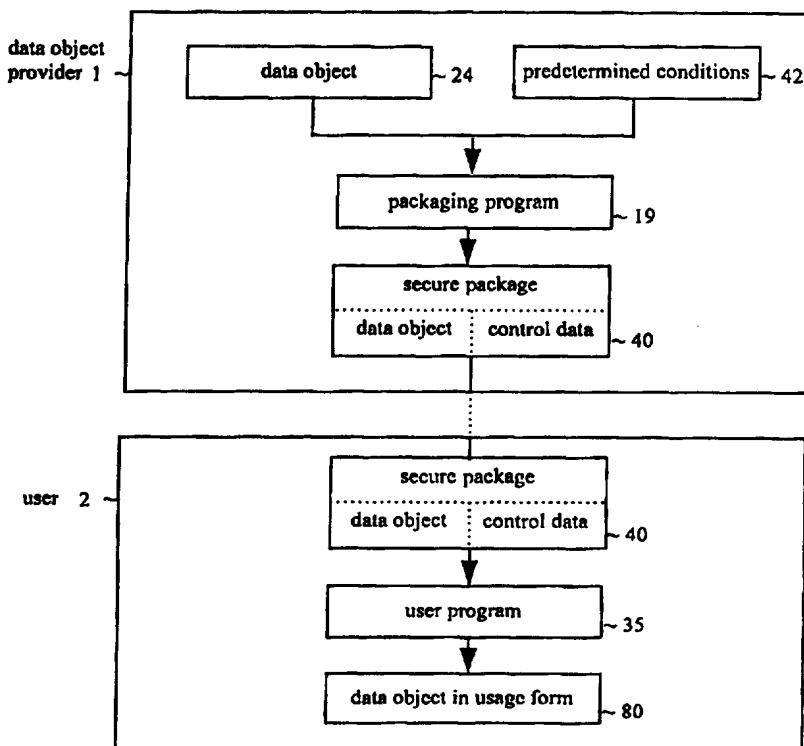 data object
provider 1 ~
data object ~ 24
predetermined conditions ~ 42
packaging program ~ 19
secure package
data object control data ~ 40
user 2 ~
secure package
data object control data ~ 40
user program ~ 35
data object in usage form ~ 80